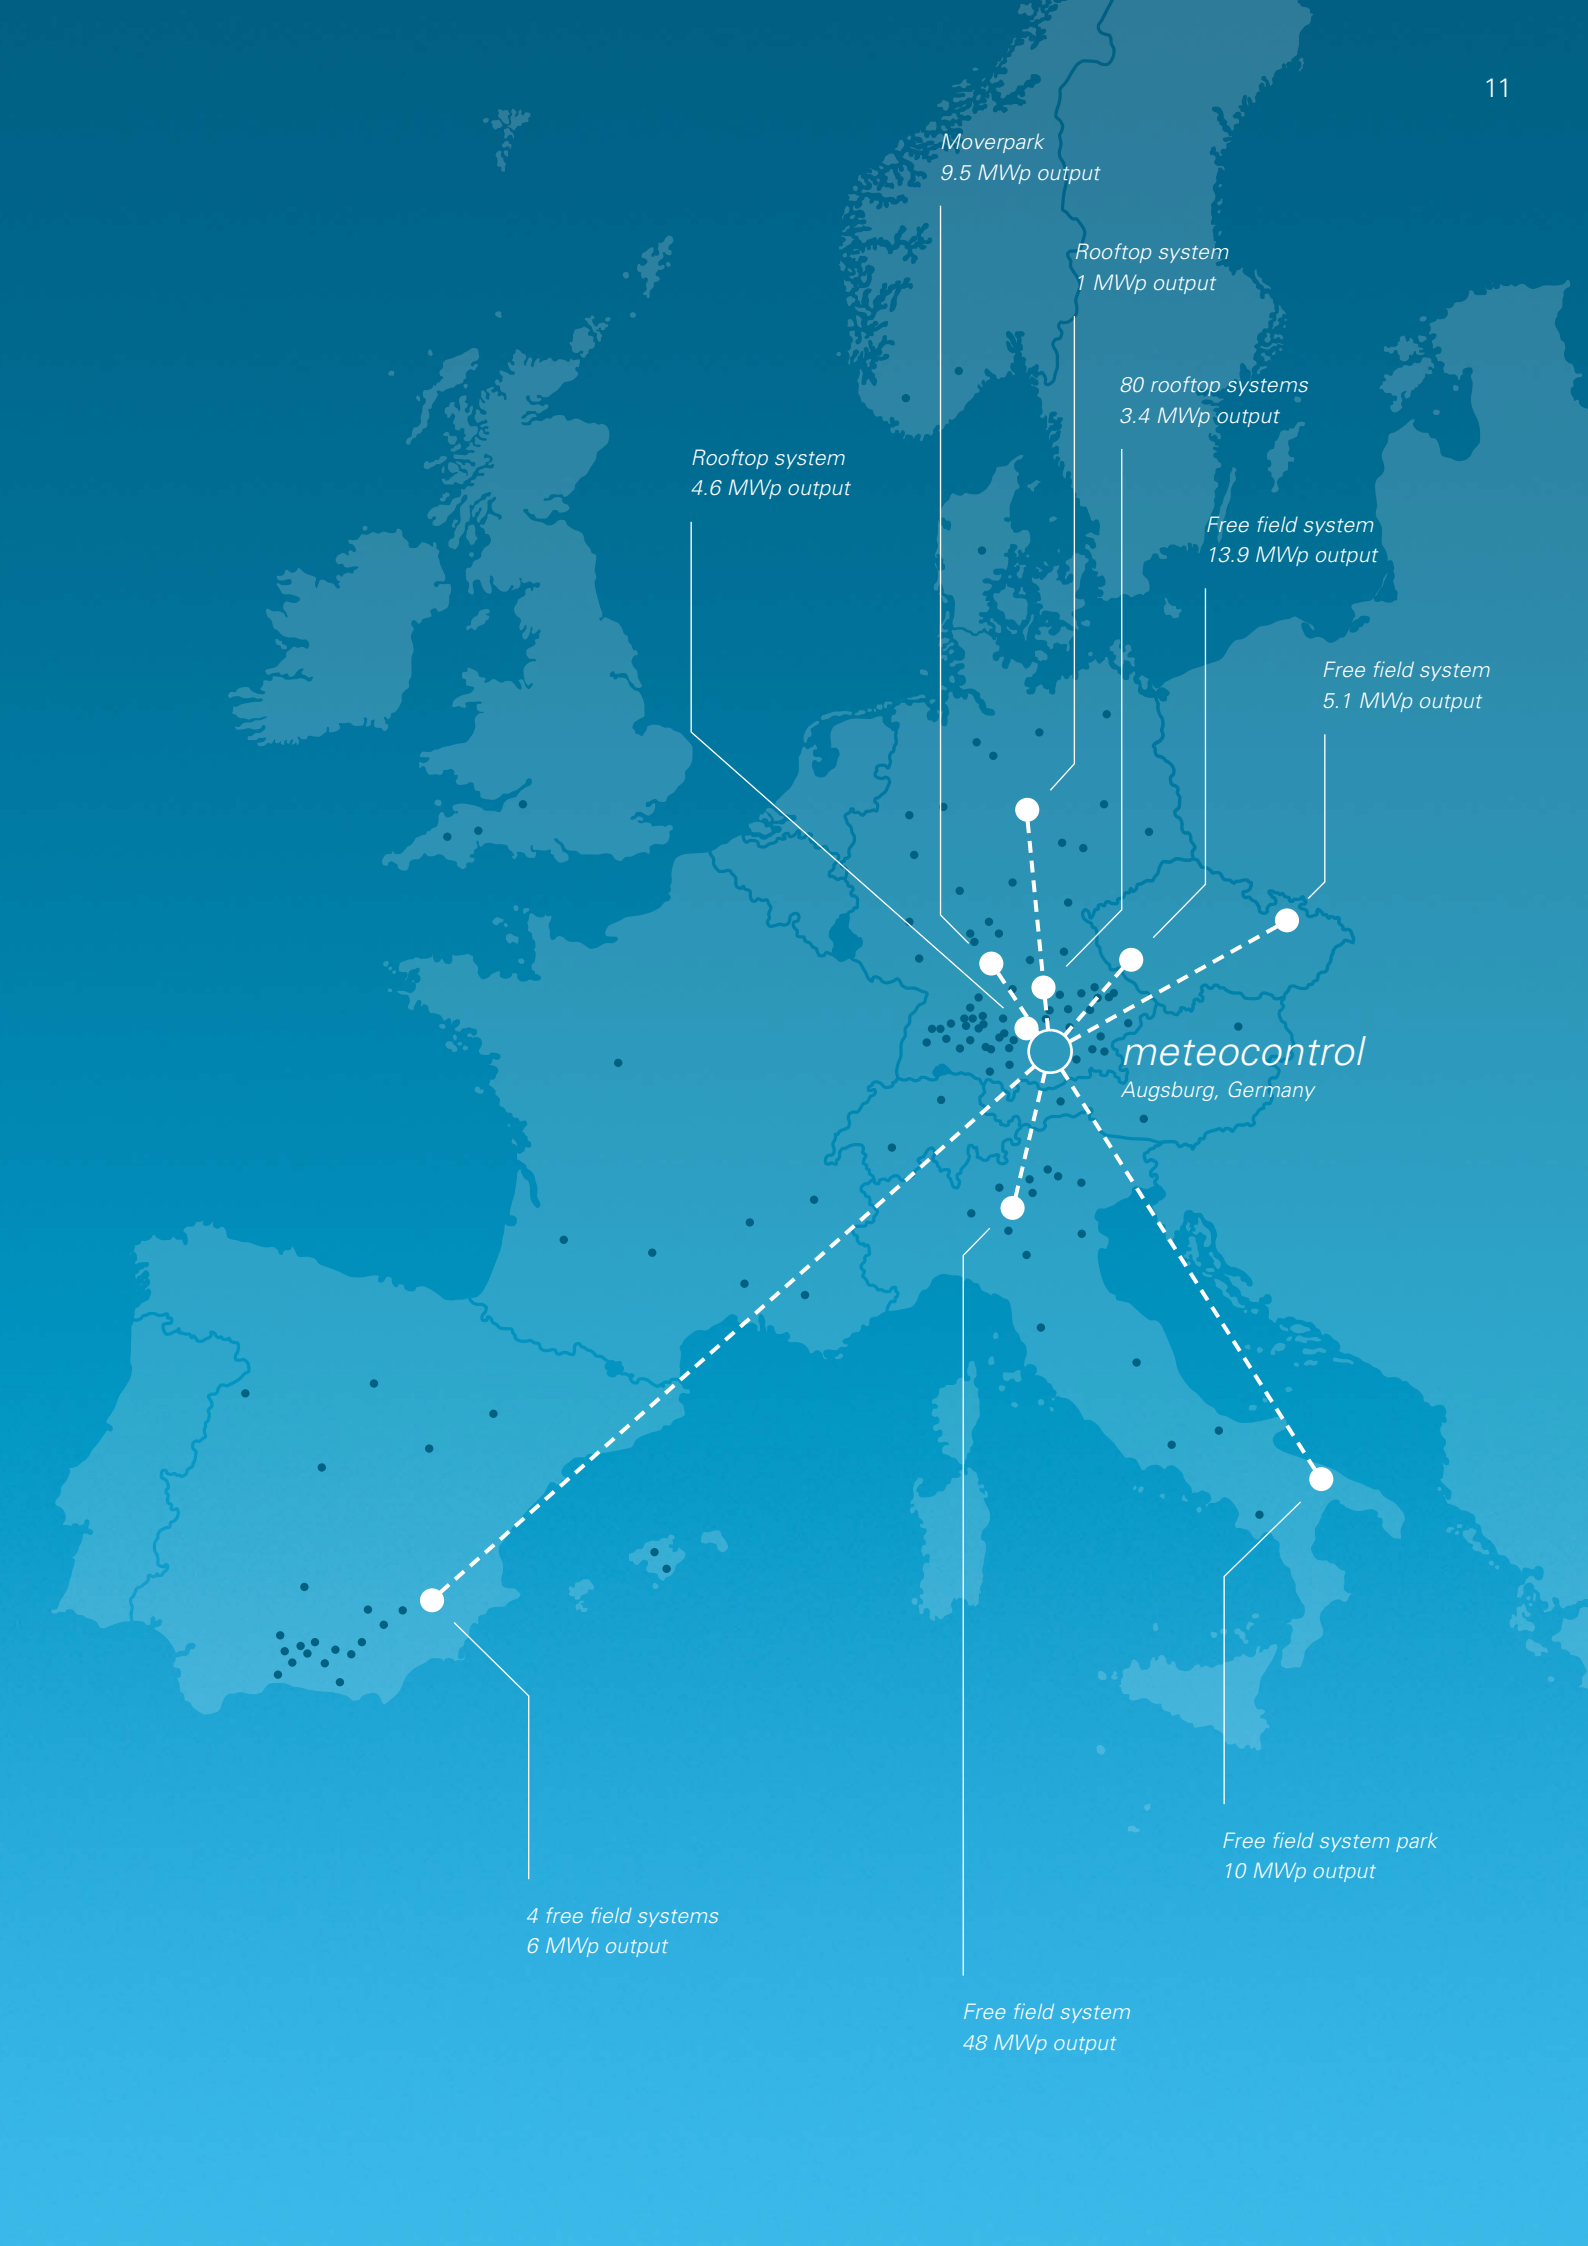 11
Moverpark
9.5 MWp output
Rooftop system
1 MWp output
80 rooftop systems
3.4 MWp output
Rooftop system
4.6 MWp output
Free field system
13.9 MWp output
Free field system
5.1 MWp output
meteocontrol
Augsburg, Germany
Free field system park
10 MWp output
4 free field systems
6 MWp output
Free field system
48 MWp output